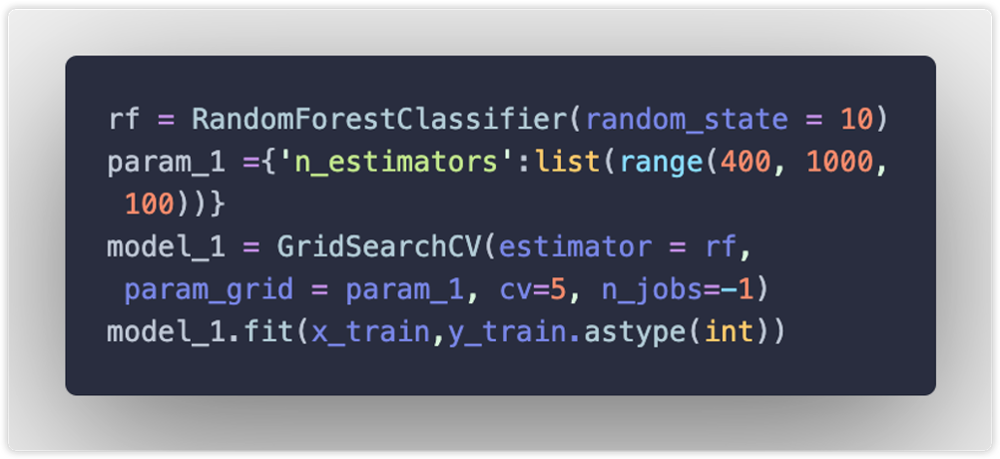 rf = RandomForestClassifier(random_state = 10)
param_1 ={'n_estimators':list(range(400, 1000,
 100))}
model_1 = GridSearchCV(estimator = rf,
 param_grid = param_1, cv=5, n_jobs=-1)
model_1.fit(x_train,y_train.astype(int))